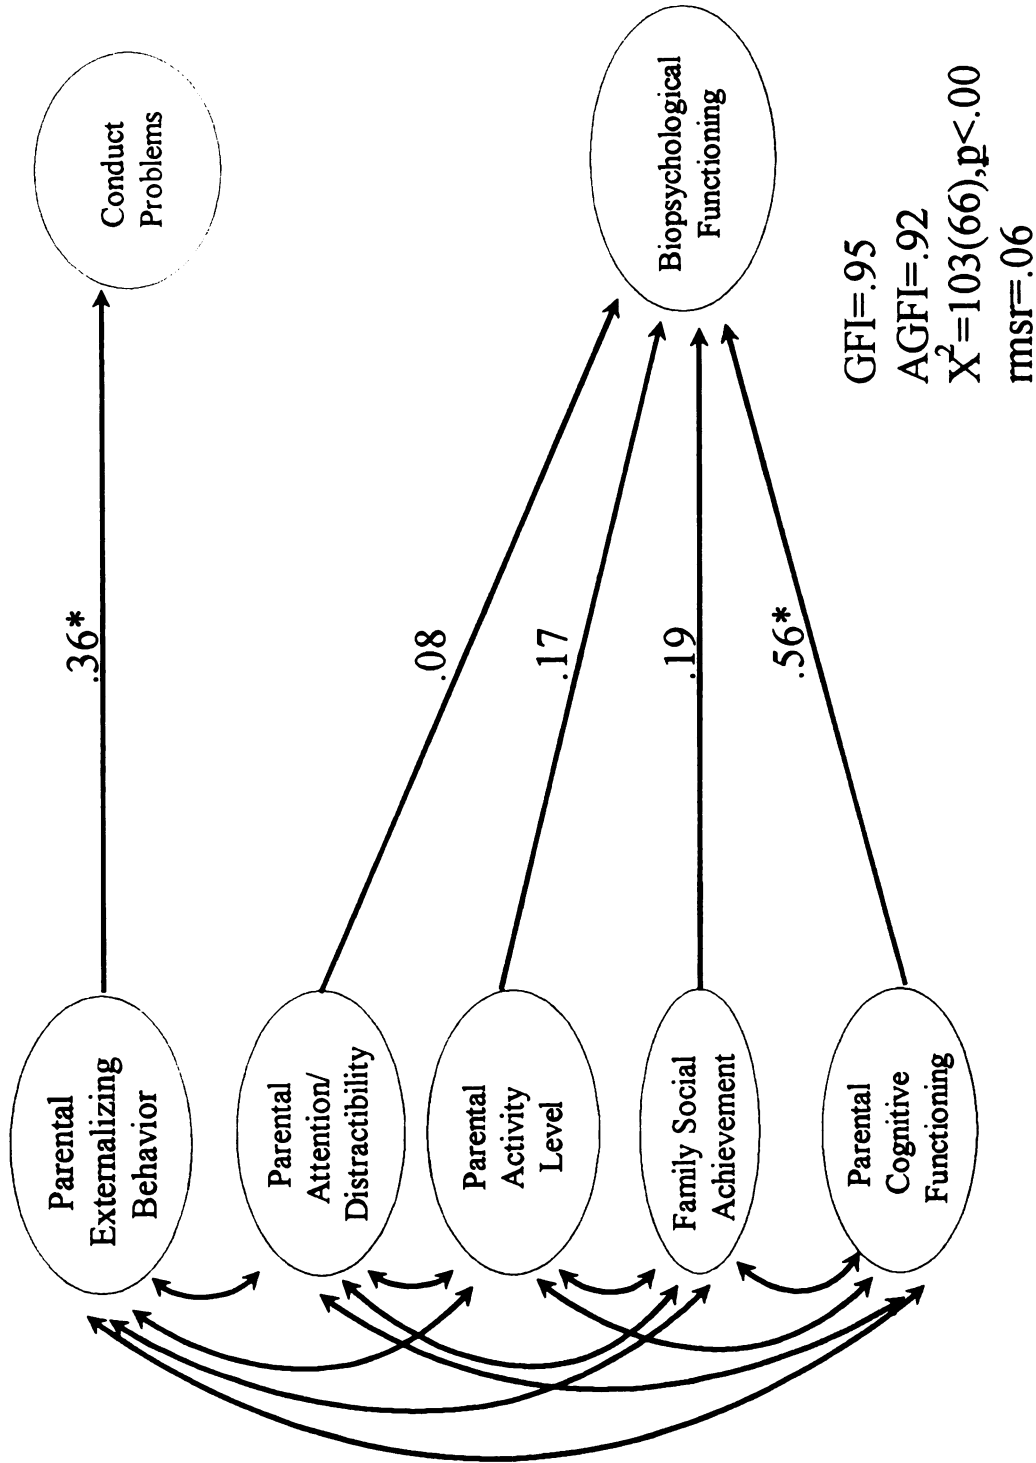 Parental
Externalizing
Behavior
Parental
Attention/
Distractibility
Parental
Activity
Level
Family Social
Achievement
Parental
Cognitive
Functioning
.36*
.08
.17
.19
.56*
Conduct
Problems
Biopsychological
Functioning
GFI=.95
AGFI=.92
X²=103(66),p<.00
rmsr=.06